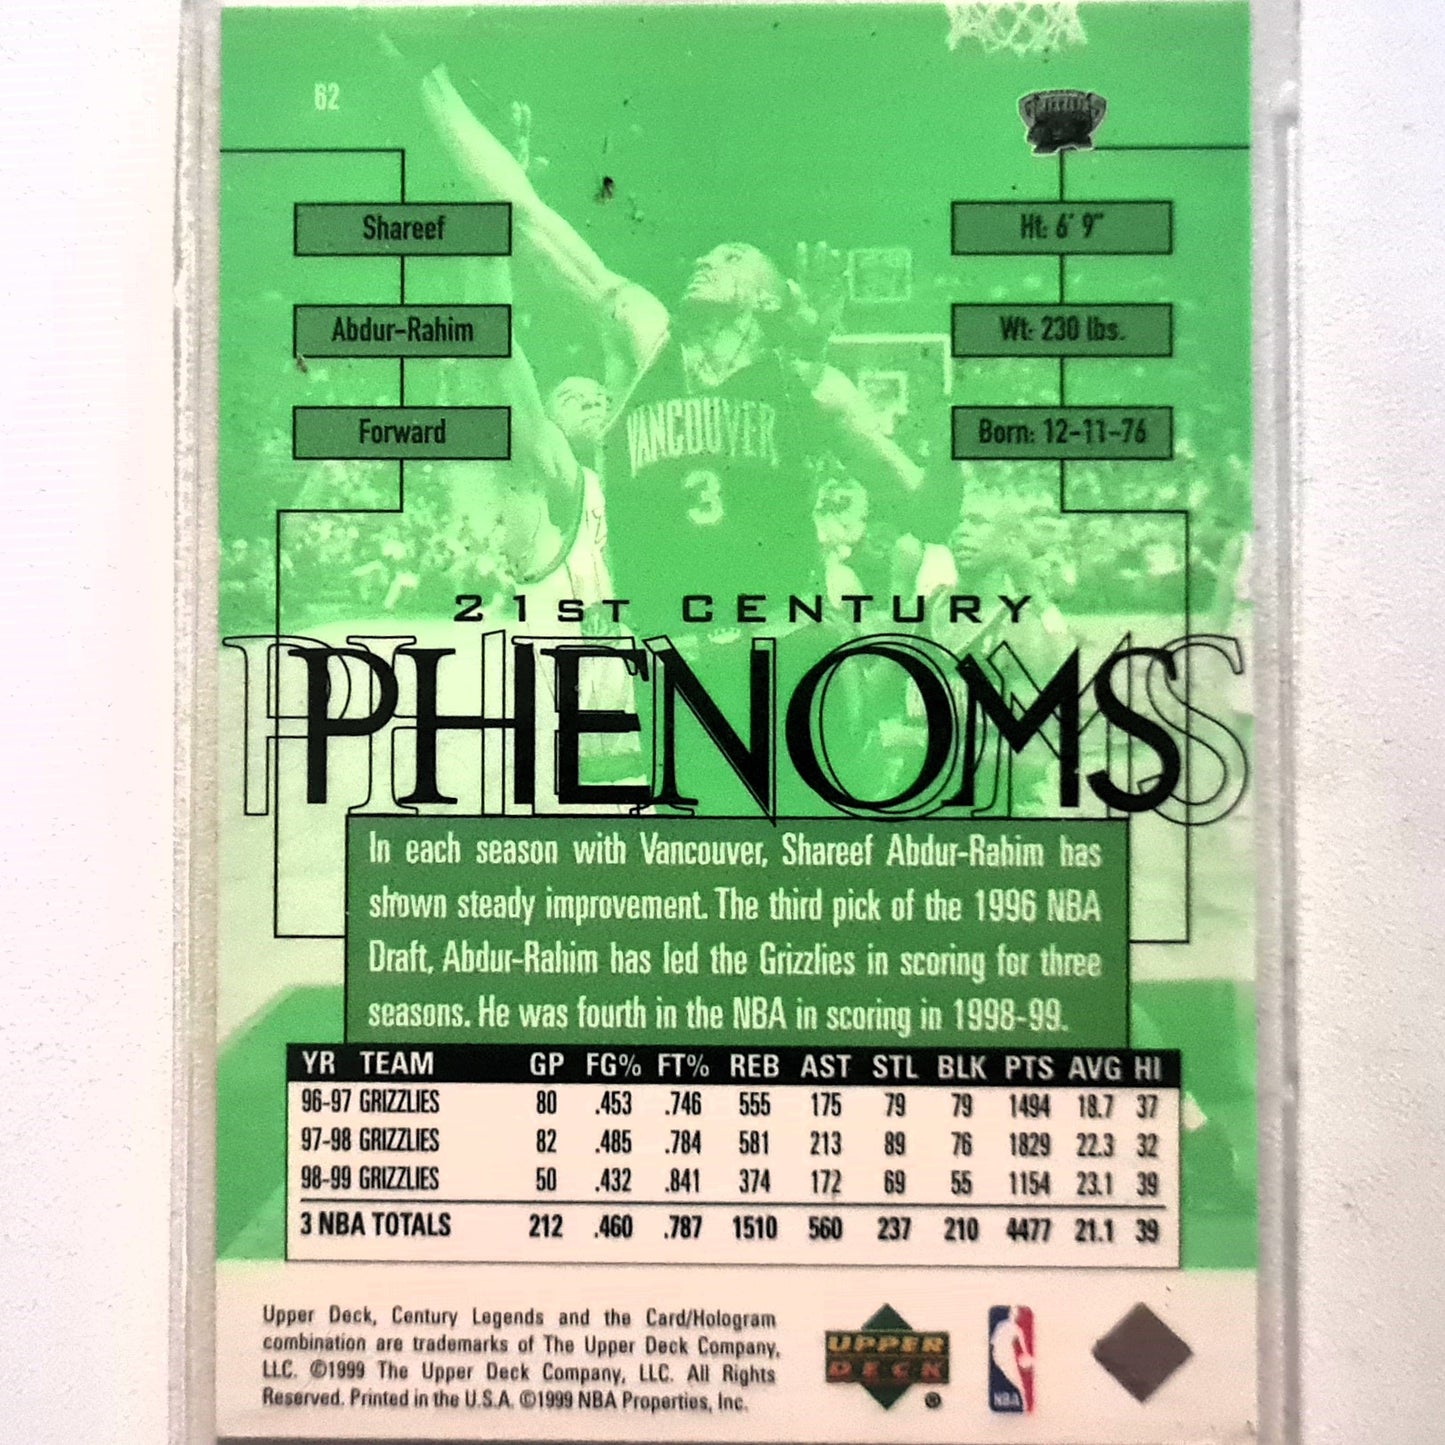 62
Shareef
Abdur-Rahim
Forward
Ht: 6' 9"
Wt: 230 lbs.
Born: 12-11-76
VANCOUVER
3
21ST CENTURY
PHENOMS
In each season with Vancouver, Shareef Abdur-Rahim has
shown steady improvement. The third pick of the 1996 NBA
Draft, Abdur-Rahim has led the Grizzlies in scoring for three
seasons. He was fourth in the NBA in scoring in 1998-99.
YR TEAM GP FG% FT% REB AST STL BLK PTS AVG HI
96-97 GRIZZLIES 80 .453 .746 555 175 79 79 1494 18.7 37
97-98 GRIZZLIES 82 .485 .784 581 213 89 76 1829 22.3 32
98-99 GRIZZLIES 50 .432 .841 374 172 69 55 1154 23.1 39
3 NBA TOTALS 212 .460 .787 1510 560 237 210 4477 21.1 39
Upper Deck, Century Legends and the Card/Hologram
combination are trademarks of The Upper Deck Company,
LLC. ©1999 The Upper Deck Company, LLC. All Rights
Reserved. Printed in the U.S.A. ©1999 NBA Properties, Inc.
UPPER
DECK
®
NBA